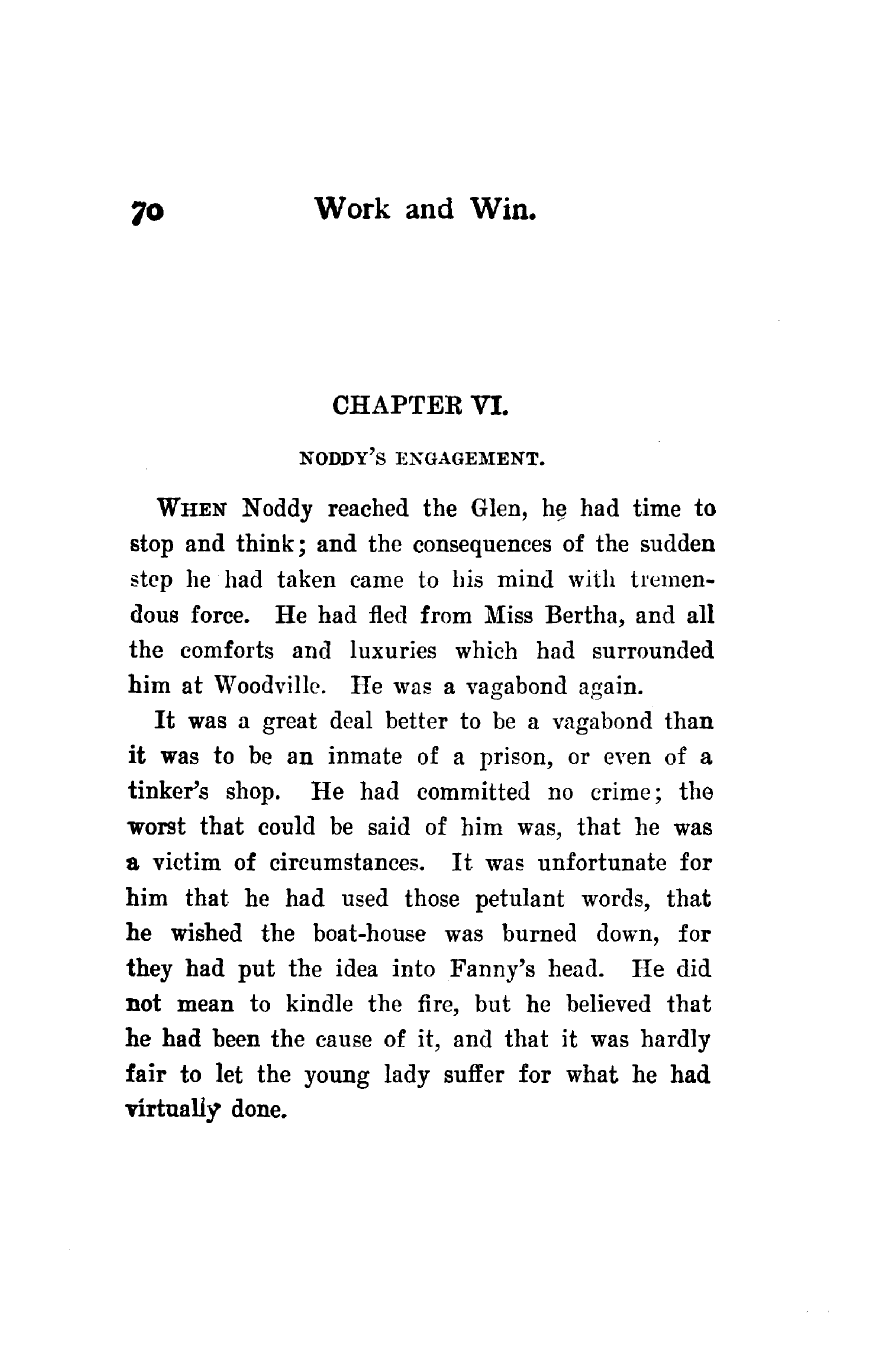 70 Work and Win.
CHAPTER VI.
NODDY'S ENGAGEMENT.
WHEN Noddy reached the Glen, he had time to
stop and think; and the consequences of the sudden
step he had taken came to his mind with tremen-
dous force. He had fled from Miss Bertha, and all
the comforts and luxuries which had surrounded
him at Woodville. He was a vagabond again.
It was a great deal better to be a vagabond than
it was to be an inmate of a prison, or even of a
tinker's shop. He had committed no crime; the
worst that could be said of him was, that he was
a victim of circumstances. It was unfortunate for
him that he had used those petulant words, that
he wished the boat-house was burned down, for
they had put the idea into Fanny's head. He did
not mean to kindle the fire, but he believed that
he had been the cause of it, and that it was hardly
fair to let the young lady suffer for what he had
virtually done.